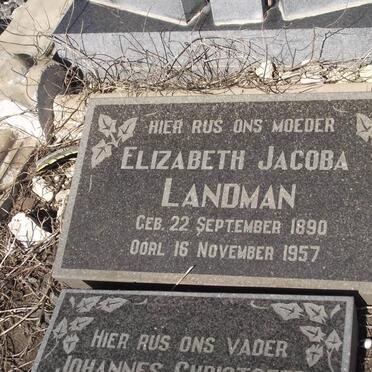 HIER RUS ONS MOEDER
ELIZABETH JACOBA
LANDMAN
GEB. 22 SEPTEMBER 1890
OORL 16 NOVEMBER 1957
HIER RUS ONS VADER
JOHANNES